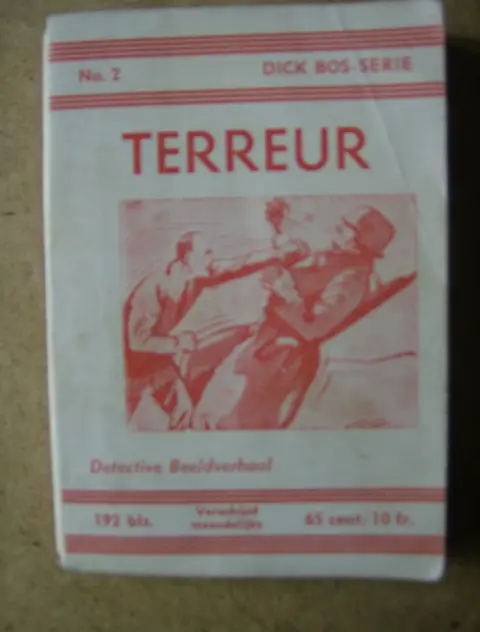 No. 2 DICK BOS-SERIE
TERREUR
Detective Beeldverhaal
192 blz. Verschijnt maandelijks 65 cent/10 fr.